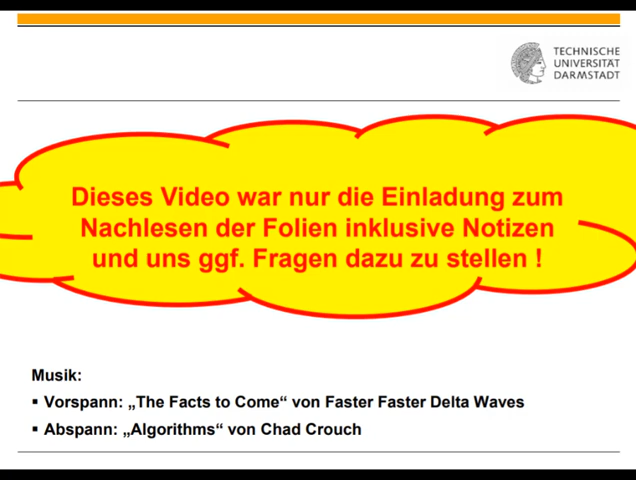 TECHNISCHE
UNIVERSITÄT
DARMSTADT
Dieses Video war nur die Einladung zum
Nachlesen der Folien inklusive Notizen
und uns ggf. Fragen dazu zu stellen !
Musik:
▪ Vorspann: „The Facts to Come“ von Faster Faster Delta Waves
▪ Abspann: „Algorithms“ von Chad Crouch